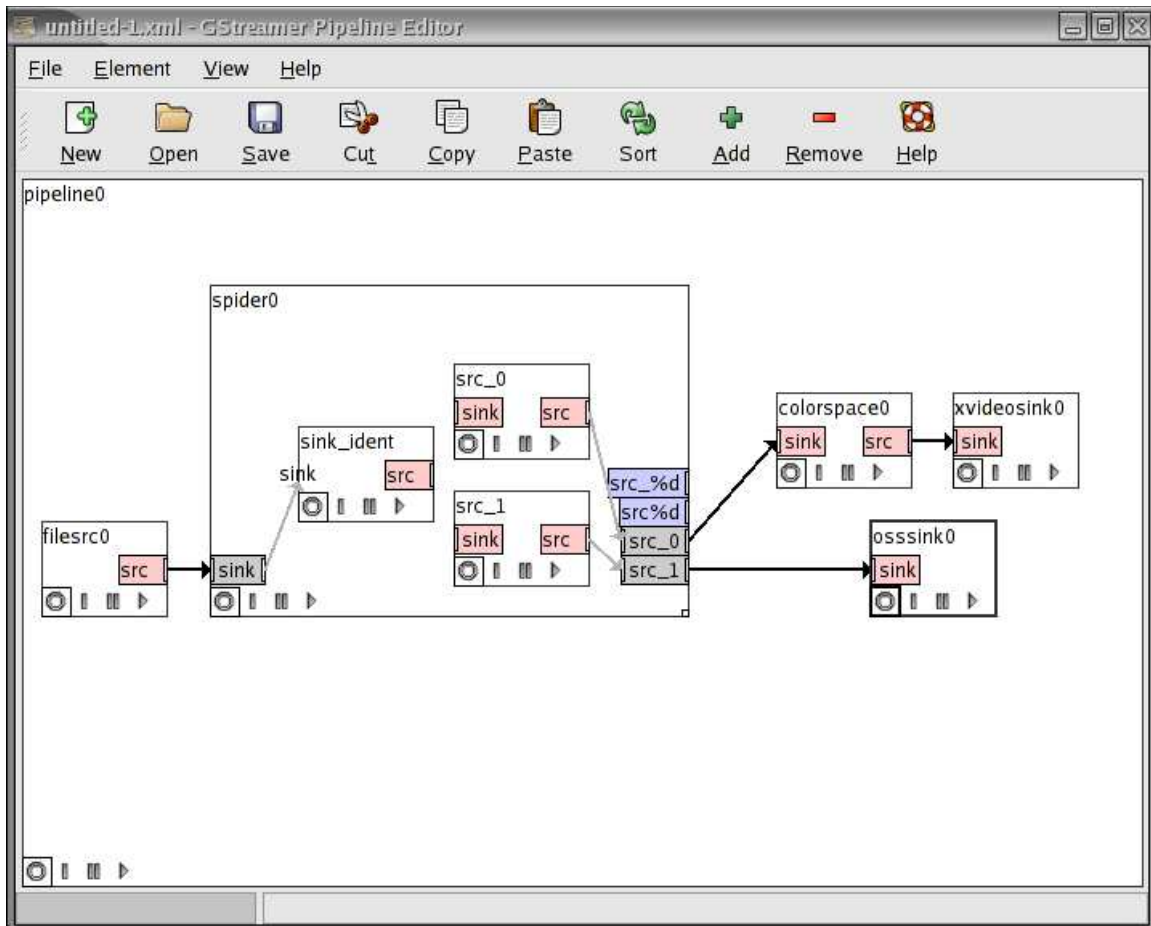 untitled-1.xml - GStreamer Pipeline Editor
File Element View Help
New Open Save Cut Copy Paste Sort Add Remove Help
pipeline0
spider0
src_0
sink src
sink_ident
sink src
src_1
sink src
src_%d
src%d
src_0
src_1
filesrc0
src
sink
colorspace0
sink src
xvideosink0
sink
osssink0
sink